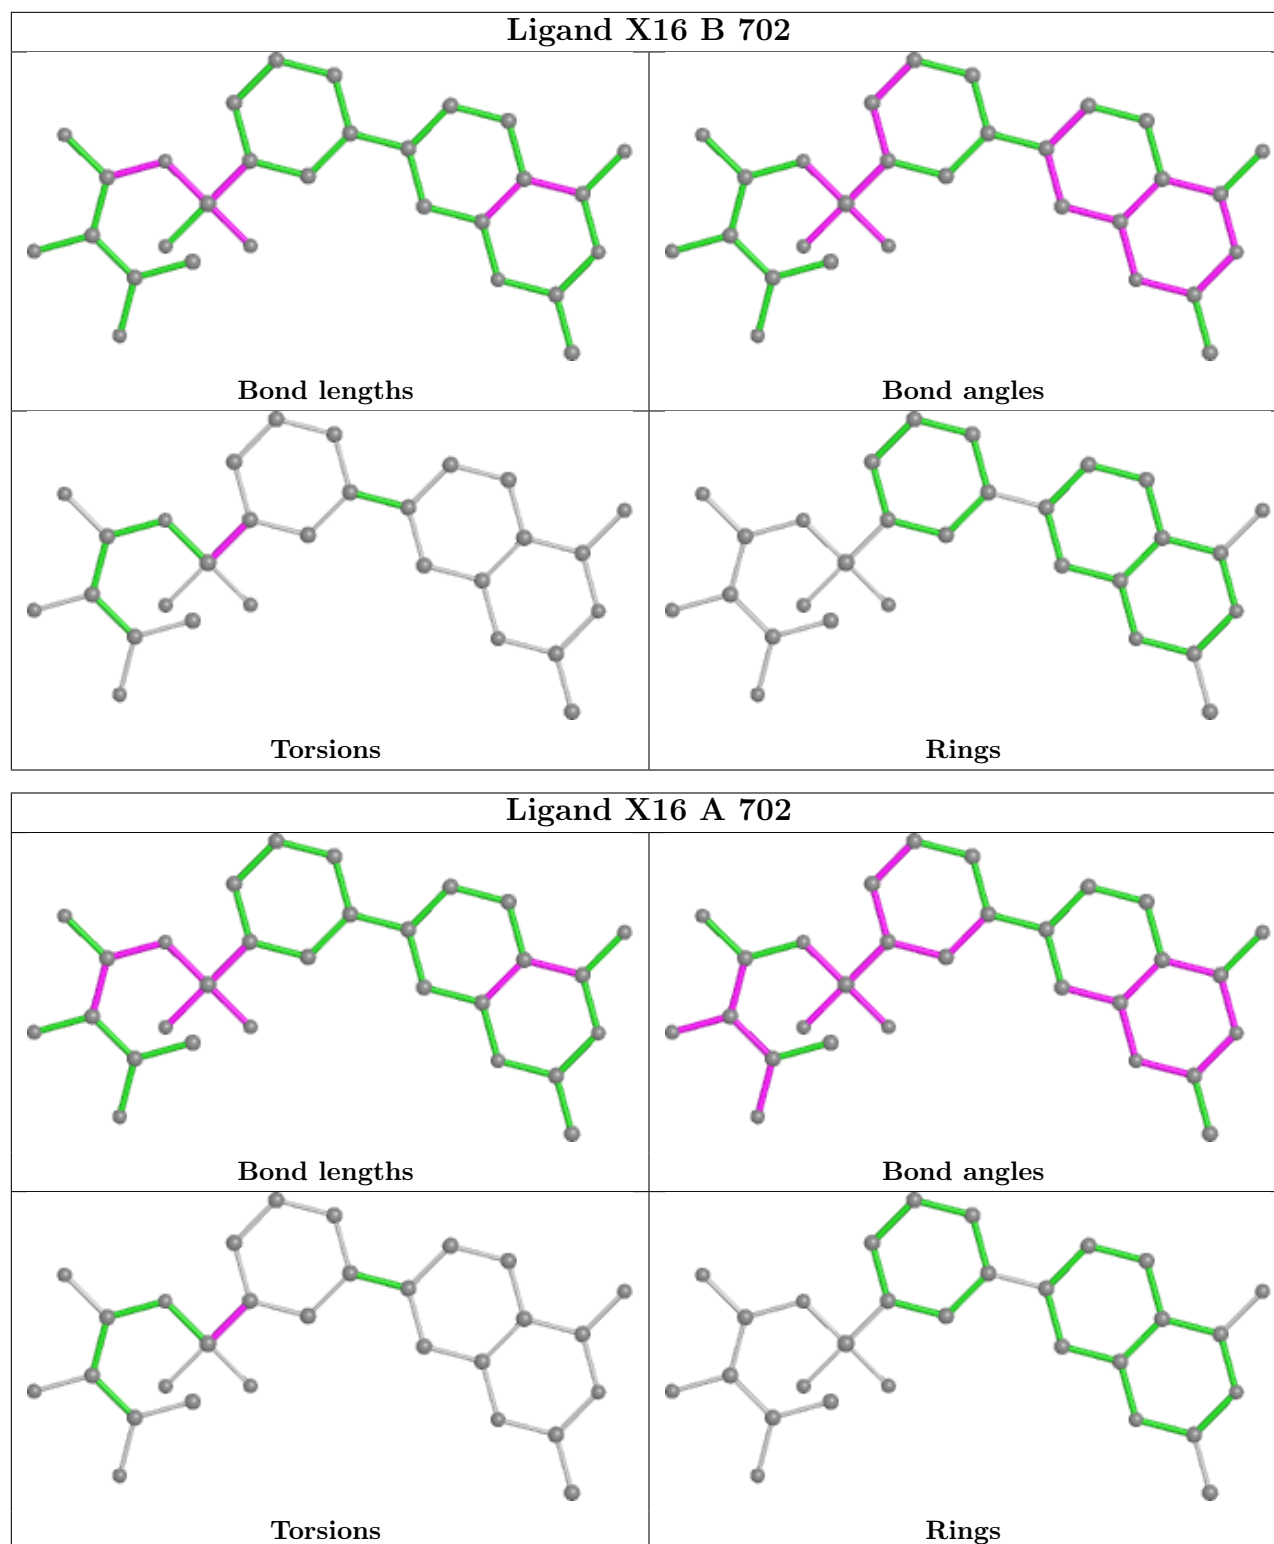 Ligand X16 B 702
Bond lengths
Bond angles
Torsions
Rings
Ligand X16 A 702
Bond lengths
Bond angles
Torsions
Rings